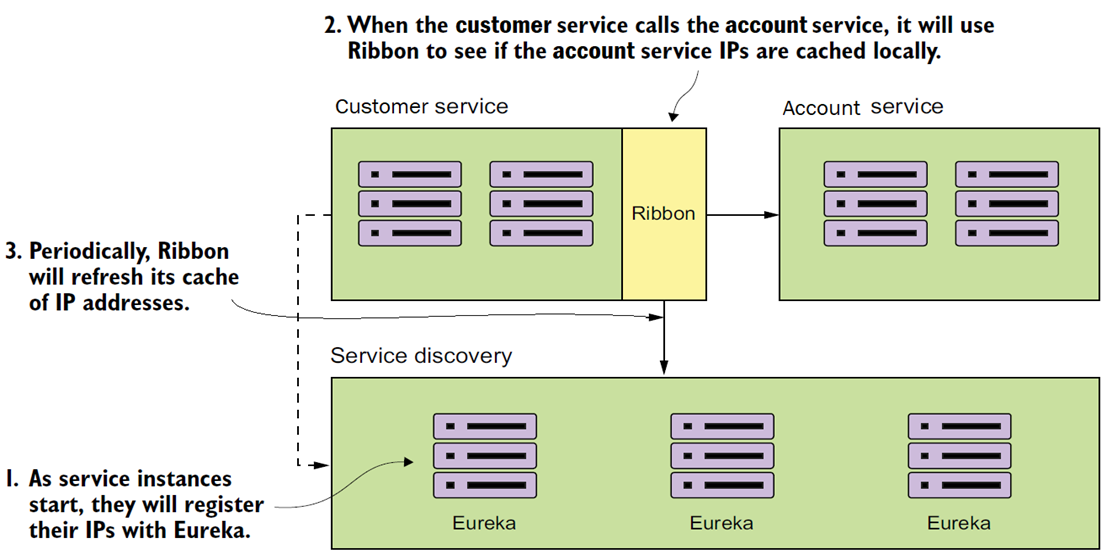 2. When the customer service calls the account service, it will use
Ribbon to see if the account service IPs are cached locally.
Customer service
Account service
Ribbon
3. Periodically, Ribbon
will refresh its cache
of IP addresses.
Service discovery
1. As service instances
start, they will register
their IPs with Eureka.
Eureka
Eureka
Eureka